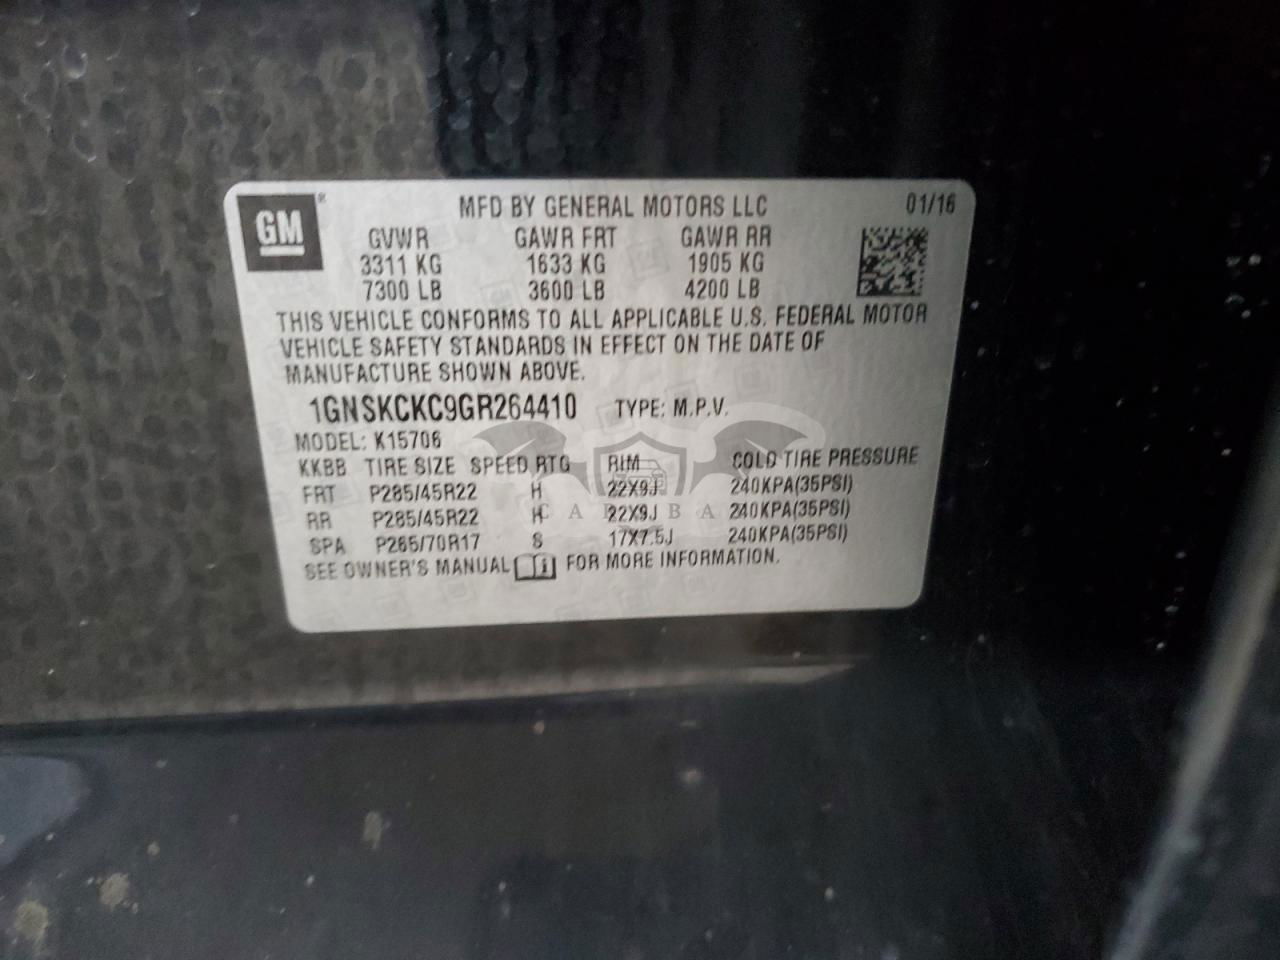 GM® MFD BY GENERAL MOTORS LLC 01/16
GVWR GAWR FRT GAWR RR
3311 KG 1633 KG 1905 KG
7300 LB 3600 LB 4200 LB
THIS VEHICLE CONFORMS TO ALL APPLICABLE U.S. FEDERAL MOTOR
VEHICLE SAFETY STANDARDS IN EFFECT ON THE DATE OF
MANUFACTURE SHOWN ABOVE.
1GNSKCKC9GR264410 TYPE: M.P.V.
MODEL: K15706
KKBB TIRE SIZE SPEED RTG RIM COLD TIRE PRESSURE
FRT P285/45R22 H 22X9J 240KPA(35PSI)
RR P285/45R22 H 22X9J 240KPA(35PSI)
SPA P265/70R17 S 17X7.5J 240KPA(35PSI)
SEE OWNER'S MANUAL FOR MORE INFORMATION.